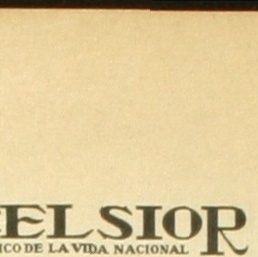 ELSIOR
ICO DE LA VIDA NACIONAL